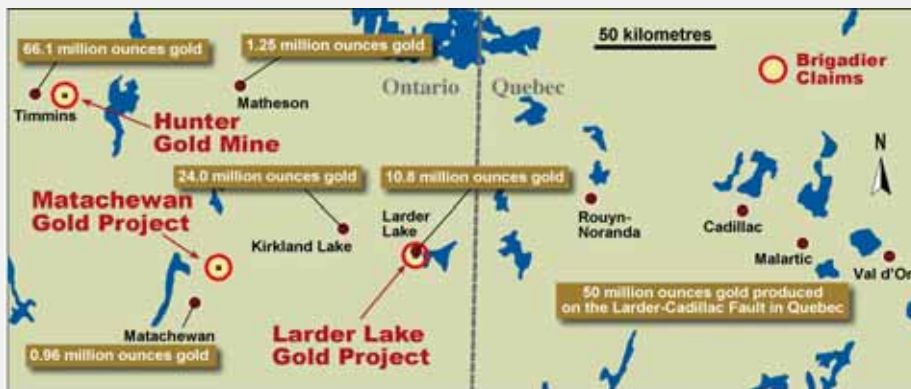 66.1 million ounces gold
1.25 million ounces gold
50 kilometres
Brigadier
Claims
Ontario
Quebec
Timmins
Matheson
Hunter
Gold Mine
N
24.0 million ounces gold
10.8 million ounces gold
Matachewan
Gold Project
Larder
Lake
Kirkland Lake
Rouyn-
Noranda
Cadillac
Malartic
Val d'Or
50 million ounces gold produced
on the Larder-Cadillac Fault in Quebec
Matachewan
Larder Lake
Gold Project
0.96 million ounces gold